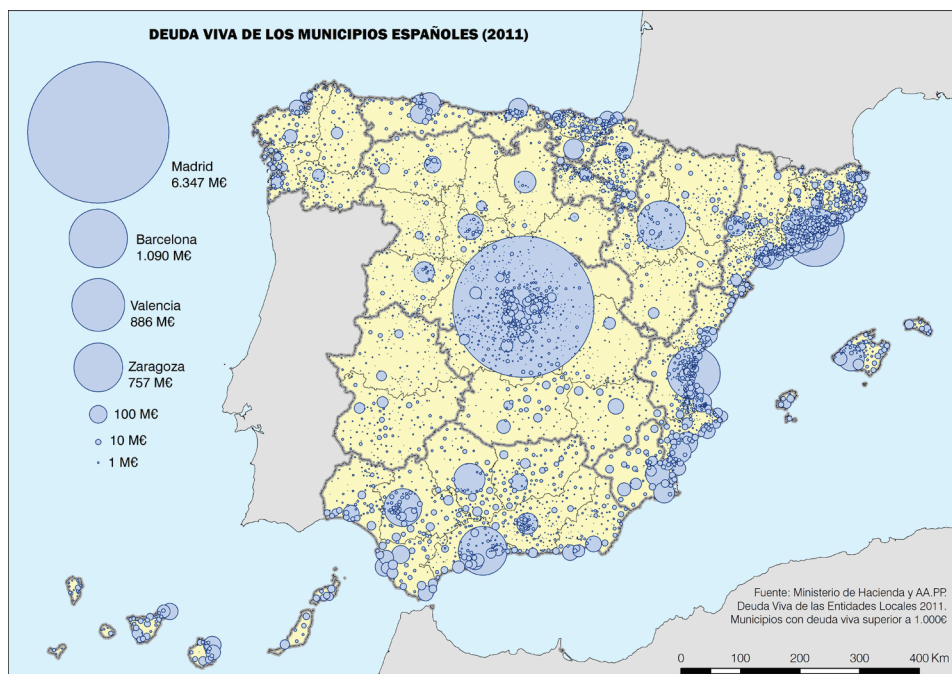 DEUDA VIVA DE LOS MUNICIPIOS ESPAÑOLES (2011)
Madrid
6.347 M€
Barcelona
1.090 M€
Valencia
886 M€
Zaragoza
757 M€
100 M€
10 M€
1 M€
Fuente: Ministerio de Hacienda y AA.PP.
Deuda Viva de las Entidades Locales 2011.
Municipios con deuda viva superior a 1.000€
0 100 200 300 400 Km